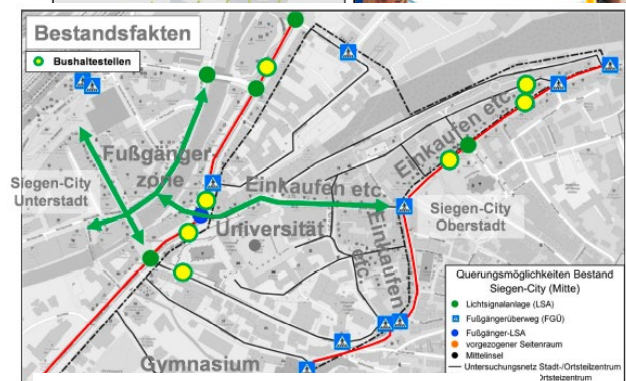 Bestandsfakten
Bushaltestellen
Fußgänger
zone
Siegen-City
Unterstadt
Einkaufen etc.
Einkaufen etc.
Universität
Einkaufen
etc.
Siegen-City
Oberstadt
Gymnasium
Querungsmöglichkeiten Bestand
Siegen-City (Mitte)
Lichtsignalanlage (LSA)
Fußgängerüberweg (FGÜ)
Fußgänger-LSA
vorgezogener Seitenraum
Mittelinsel
Untersuchungsnetz Stadt-/Ortsteilzentrum
Ortsteilzentrum